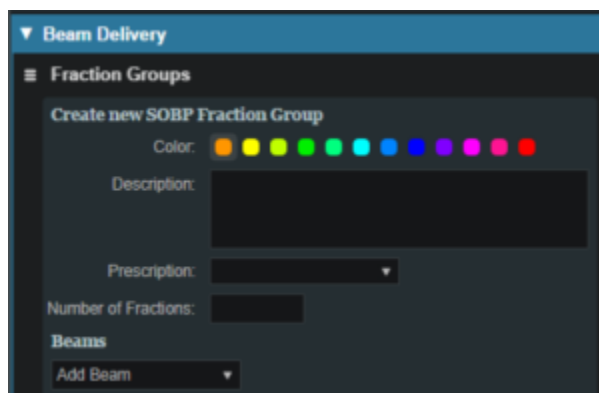 Beam Delivery
Fraction Groups
Create new SOBP Fraction Group
Color:
Description:
Prescription:
Number of Fractions:
Beams
Add Beam